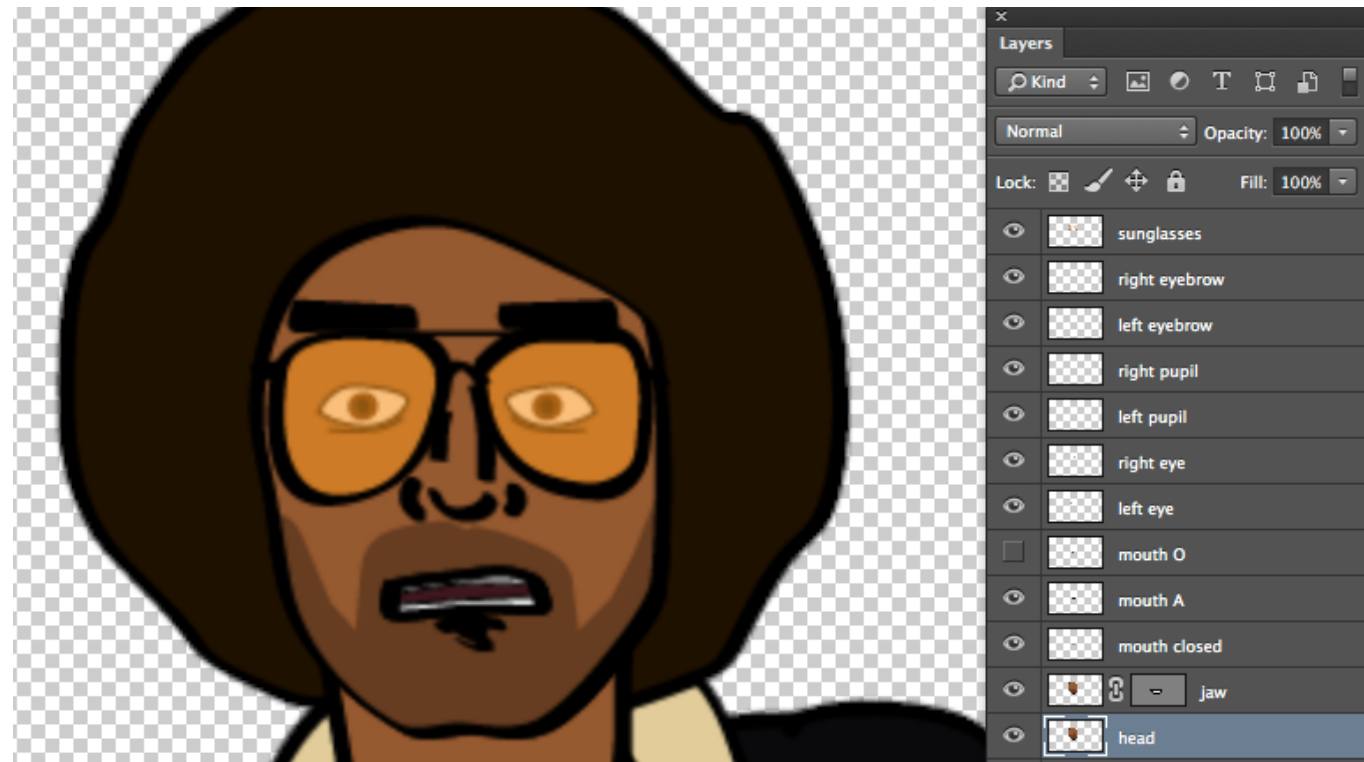 x
Layers
Kind
T
Normal Opacity: 100%
Lock: Fill: 100%
sunglasses
right eyebrow
left eyebrow
right pupil
left pupil
right eye
left eye
mouth O
mouth A
mouth closed
jaw
head